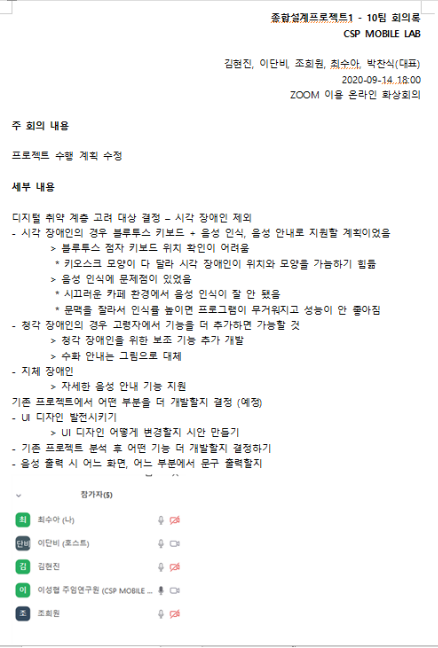 종합설계프로젝트1 - 10팀 회의록
CSP MOBILE LAB
김현진, 이단비, 조희원, 최수아, 박찬식(대표)
2020-09-14 18:00
ZOOM 이용 온라인 화상회의
주 회의 내용
프로젝트 수행 계획 수정
세부 내용
디지털 취약 계층 고려 대상 결정 – 시각 장애인 제외
- 시각 장애인의 경우 블루투스 키보드 + 음성 인식, 음성 안내로 지원할 계획이었음
> 블루투스 점자 키보드 위치 확인이 어려움
* 키오스크 모양이 다 달라 시각 장애인이 위치와 모양을 가늠하기 힘듦
> 음성 인식에 문제점이 있었음
* 시끄러운 카페 환경에서 음성 인식이 잘 안 됐음
* 문맥을 잘라서 인식률 높이면 프로그램이 무거워지고 성능이 안 좋아짐
- 청각 장애인의 경우 고령자에서 기능을 더 추가하면 가능할 것
> 청각 장애인을 위한 보조 기능 추가 개발
> 수화 안내는 그림으로 대체
- 지체 장애인
> 자세한 음성 안내 기능 지원
기존 프로젝트에서 어떤 부분을 더 개발할지 결정 (예정)
- UI 디자인 발전시키기
> UI 디자인 어떻게 변경할지 시안 만들기
- 기존 프로젝트 분석 후 어떤 기능 더 개발할지 결정하기
- 음성 출력 시 어느 화면, 어느 부분에서 문구 출력할지
참가자(5)
최 최수아 (나)
단비 이단비 (호스트)
김 김현진
이 이성협 주임연구원 (CSP MOBILE ...
조 조희원